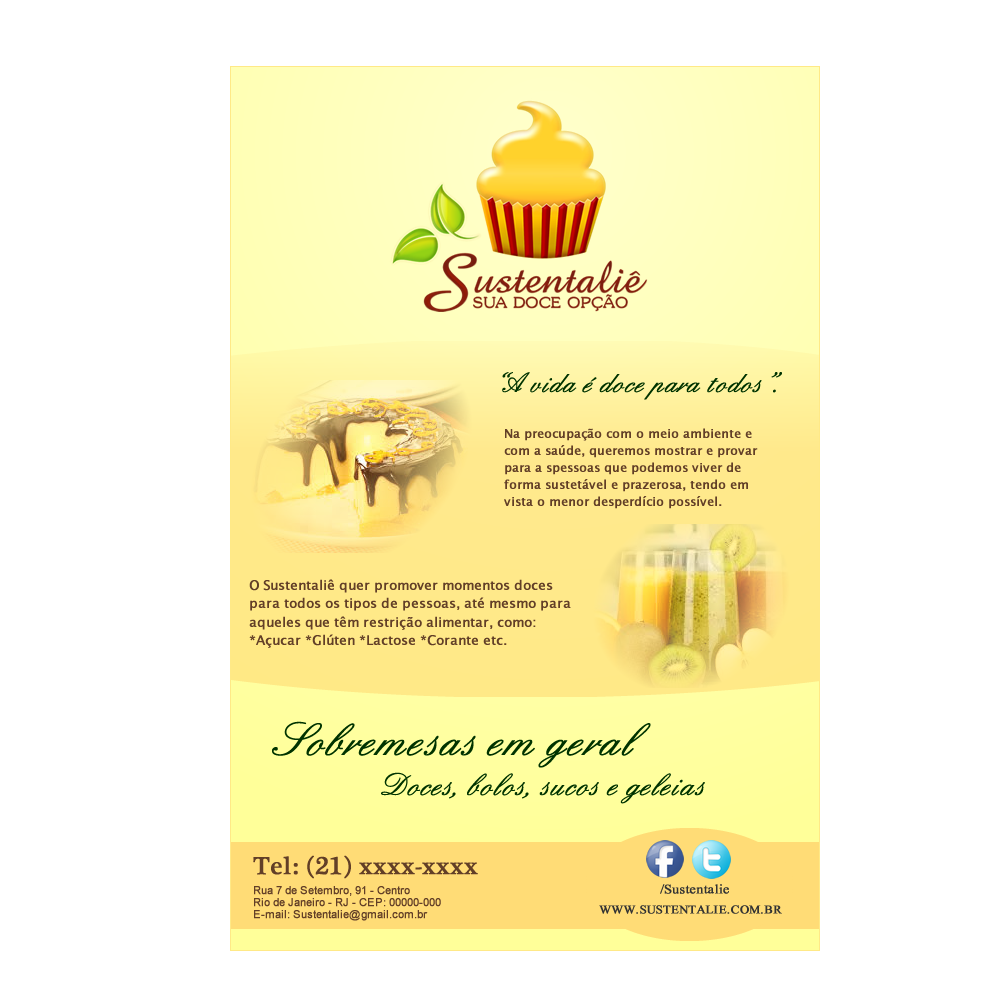 Sustentaliê
SUA DOCE OPÇÃO
“A vida é doce para todos ”.
Na preocupação com o meio ambiente e
com a saúde, queremos mostrar e provar
para a spessoas que podemos viver de
forma sustetável e prazerosa, tendo em
vista o menor desperdício possível.
O Sustentaliê quer promover momentos doces
para todos os tipos de pessoas, até mesmo para
aqueles que têm restrição alimentar, como:
*Açucar *Glúten *Lactose *Corante etc.
Sobremesas em geral
Doces, bolos, sucos e geleias
Tel: (21) xxxx-xxxx
Rua 7 de Setembro, 91 - Centro
Rio de Janeiro - RJ - CEP: 00000-000
E-mail: Sustentalie@gmail.com.br
/Sustentalie
WWW.SUSTENTALIE.COM.BR